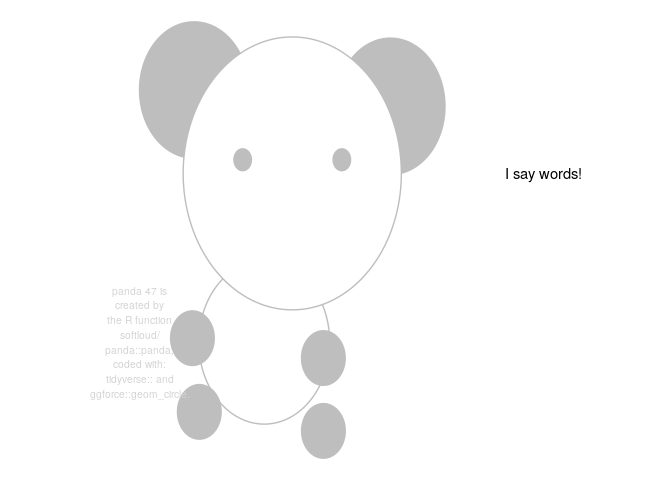 I say words!
panda 47 is
created by
the R function
softloud/
panda::panda,
coded with:
tidyverse:: and
ggforce::geom_circle.